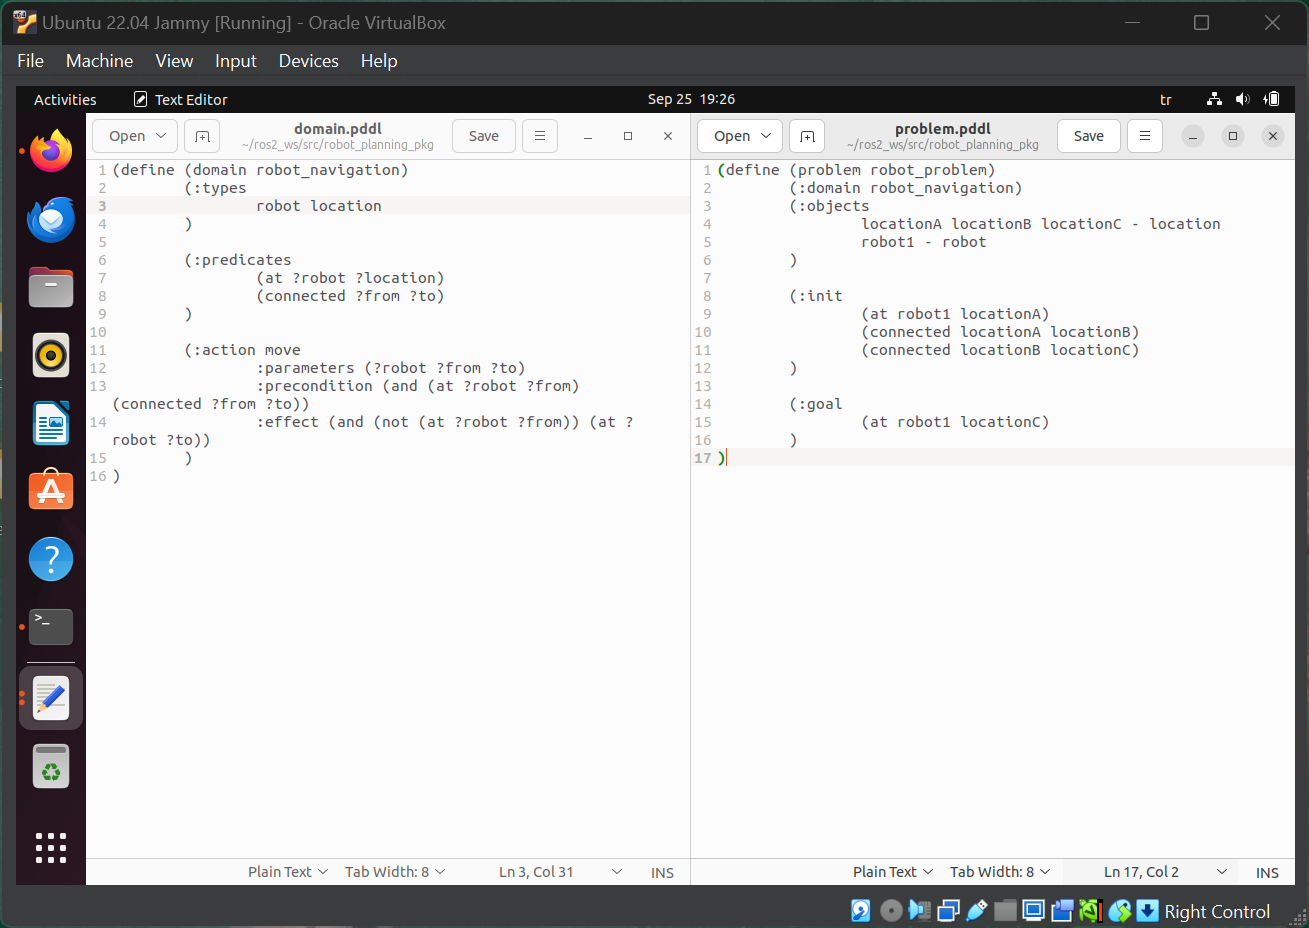 Ubuntu 22.04 Jammy [Running] - Oracle VirtualBox
File Machine View Input Devices Help
Activities Text Editor Sep 25 19:26 tr
Open domain.pddl Save
~/ros2_ws/src/robot_planning_pkg
1 (define (domain robot_navigation)
2 (:types
3 robot location
4 )
5
6 (:predicates
7 (at ?robot ?location)
8 (connected ?from ?to)
9 )
10
11 (:action move
12 :parameters (?robot ?from ?to)
13 :precondition (and (at ?robot ?from)
(connected ?from ?to))
14 :effect (and (not (at ?robot ?from)) (at ?
robot ?to))
15 )
16 )
Plain Text Tab Width: 8 Ln 3, Col 31 INS
Open problem.pddl Save
~/ros2_ws/src/robot_planning_pkg
1 (define (problem robot_problem)
2 (:domain robot_navigation)
3 (:objects
4 locationA locationB locationC - location
5 robot1 - robot
6 )
7
8 (:init
9 (at robot1 locationA)
10 (connected locationA locationB)
11 (connected locationB locationC)
12 )
13
14 (:goal
15 (at robot1 locationC)
16 )
17 )
Plain Text Tab Width: 8 Ln 17, Col 2 INS
Right Control